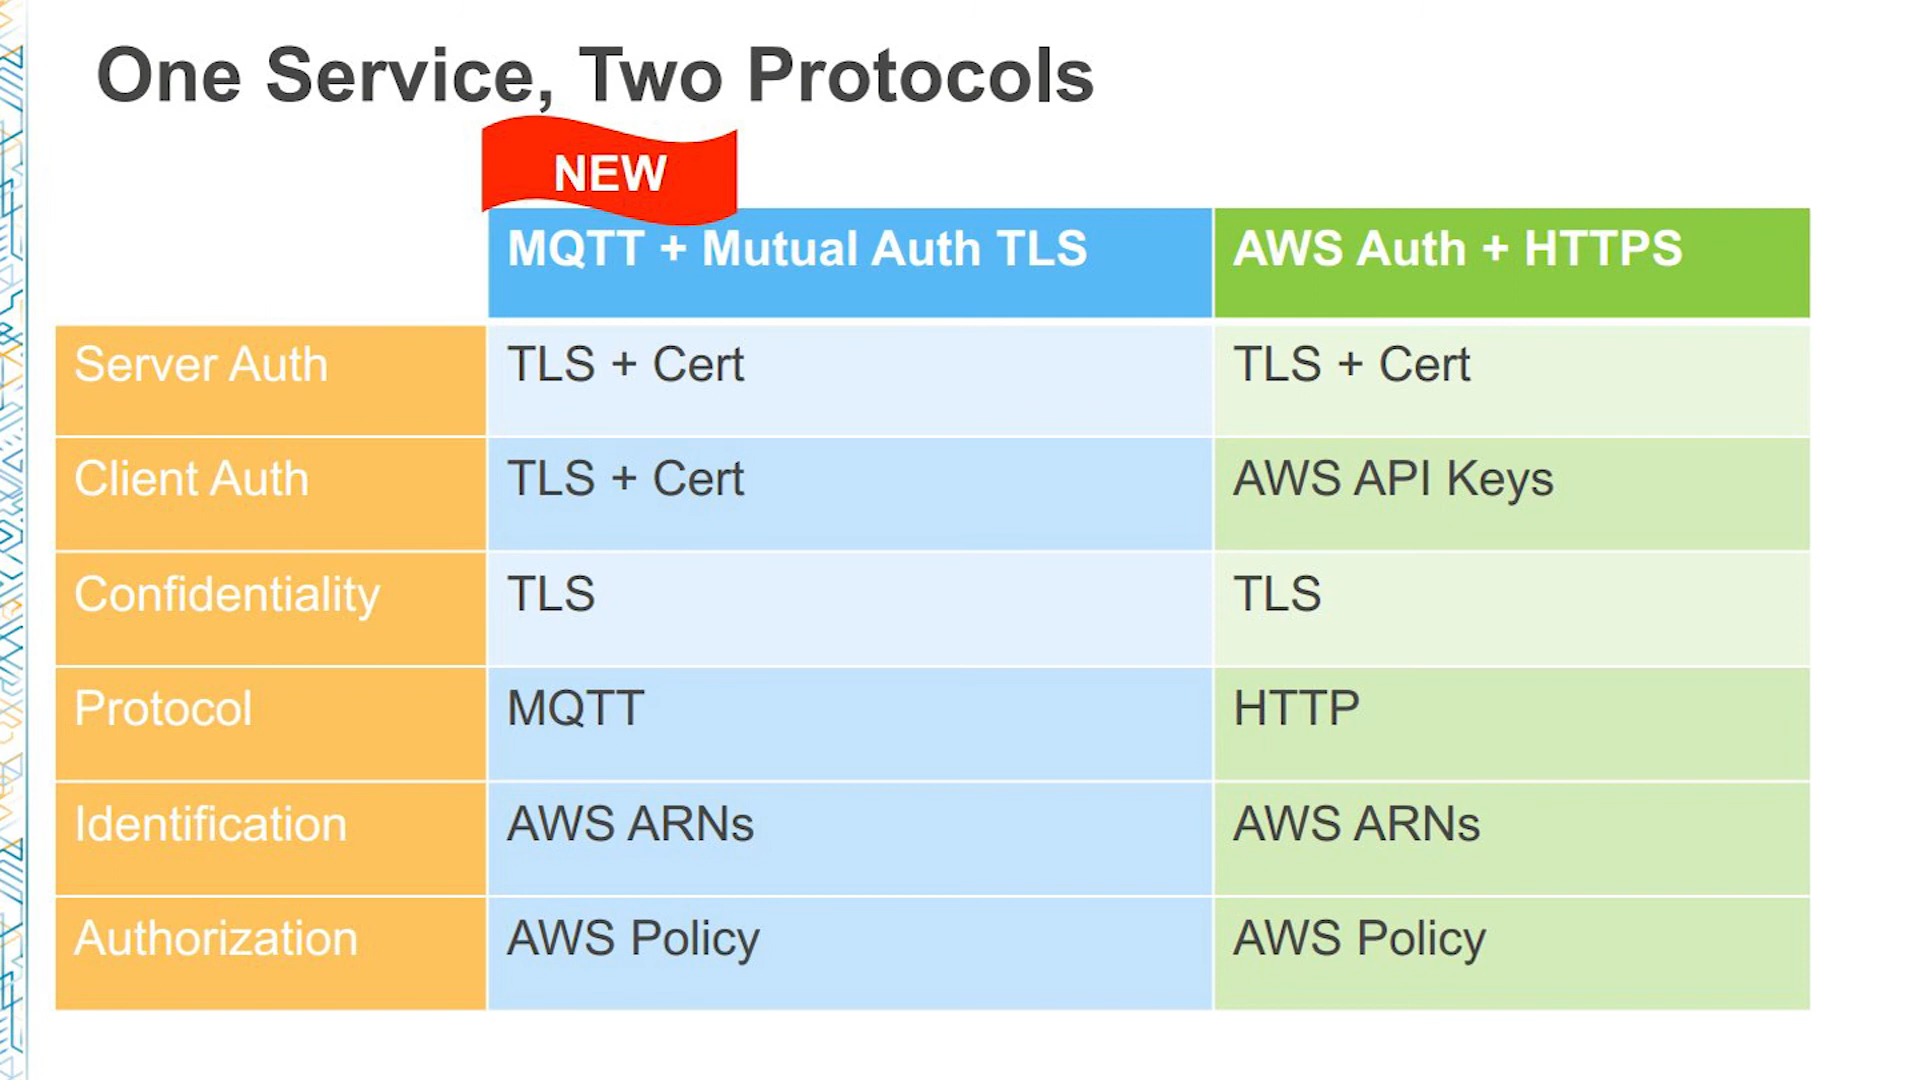 One Service, Two Protocols
NEW
MQTT + Mutual Auth TLS
AWS Auth + HTTPS
Server Auth
TLS + Cert
TLS + Cert
Client Auth
TLS + Cert
AWS API Keys
Confidentiality
TLS
TLS
Protocol
MQTT
HTTP
Identification
AWS ARNs
AWS ARNs
Authorization
AWS Policy
AWS Policy